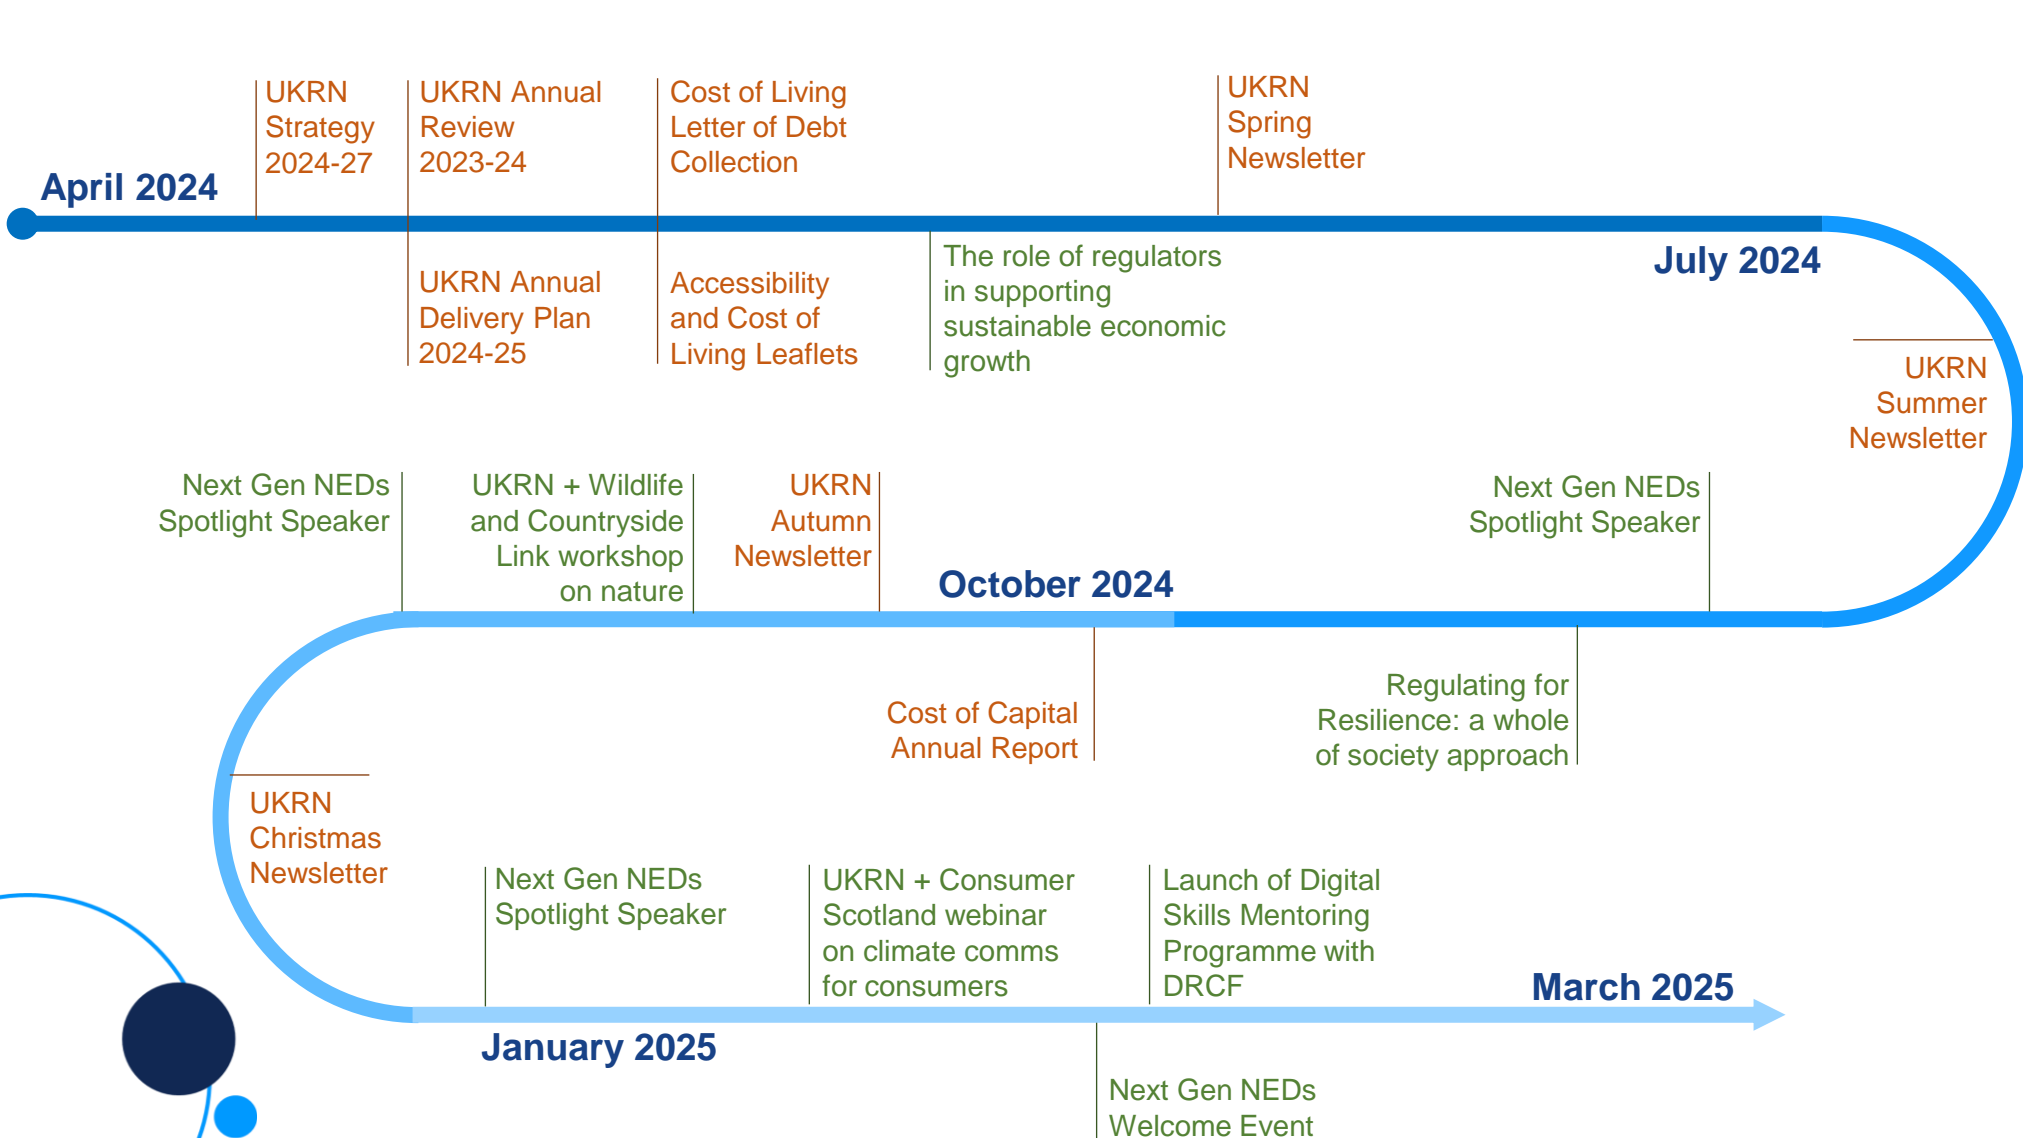 April 2024
UKRN
Strategy
2024-27
UKRN Annual
Review
2023-24
Cost of Living
Letter of Debt
Collection
UKRN
Spring
Newsletter
UKRN Annual
Delivery Plan
2024-25
Accessibility
and Cost of
Living Leaflets
The role of regulators
in supporting
sustainable economic
growth
July 2024
UKRN
Summer
Newsletter
Next Gen NEDs
Spotlight Speaker
Regulating for
Resilience: a whole
of society approach
October 2024
Cost of Capital
Annual Report
UKRN
Autumn
Newsletter
UKRN + Wildlife
and Countryside
Link workshop
on nature
Next Gen NEDs
Spotlight Speaker
UKRN
Christmas
Newsletter
January 2025
Next Gen NEDs
Spotlight Speaker
UKRN + Consumer
Scotland webinar
on climate comms
for consumers
Next Gen NEDs
Welcome Event
Launch of Digital
Skills Mentoring
Programme with
DRCF
March 2025